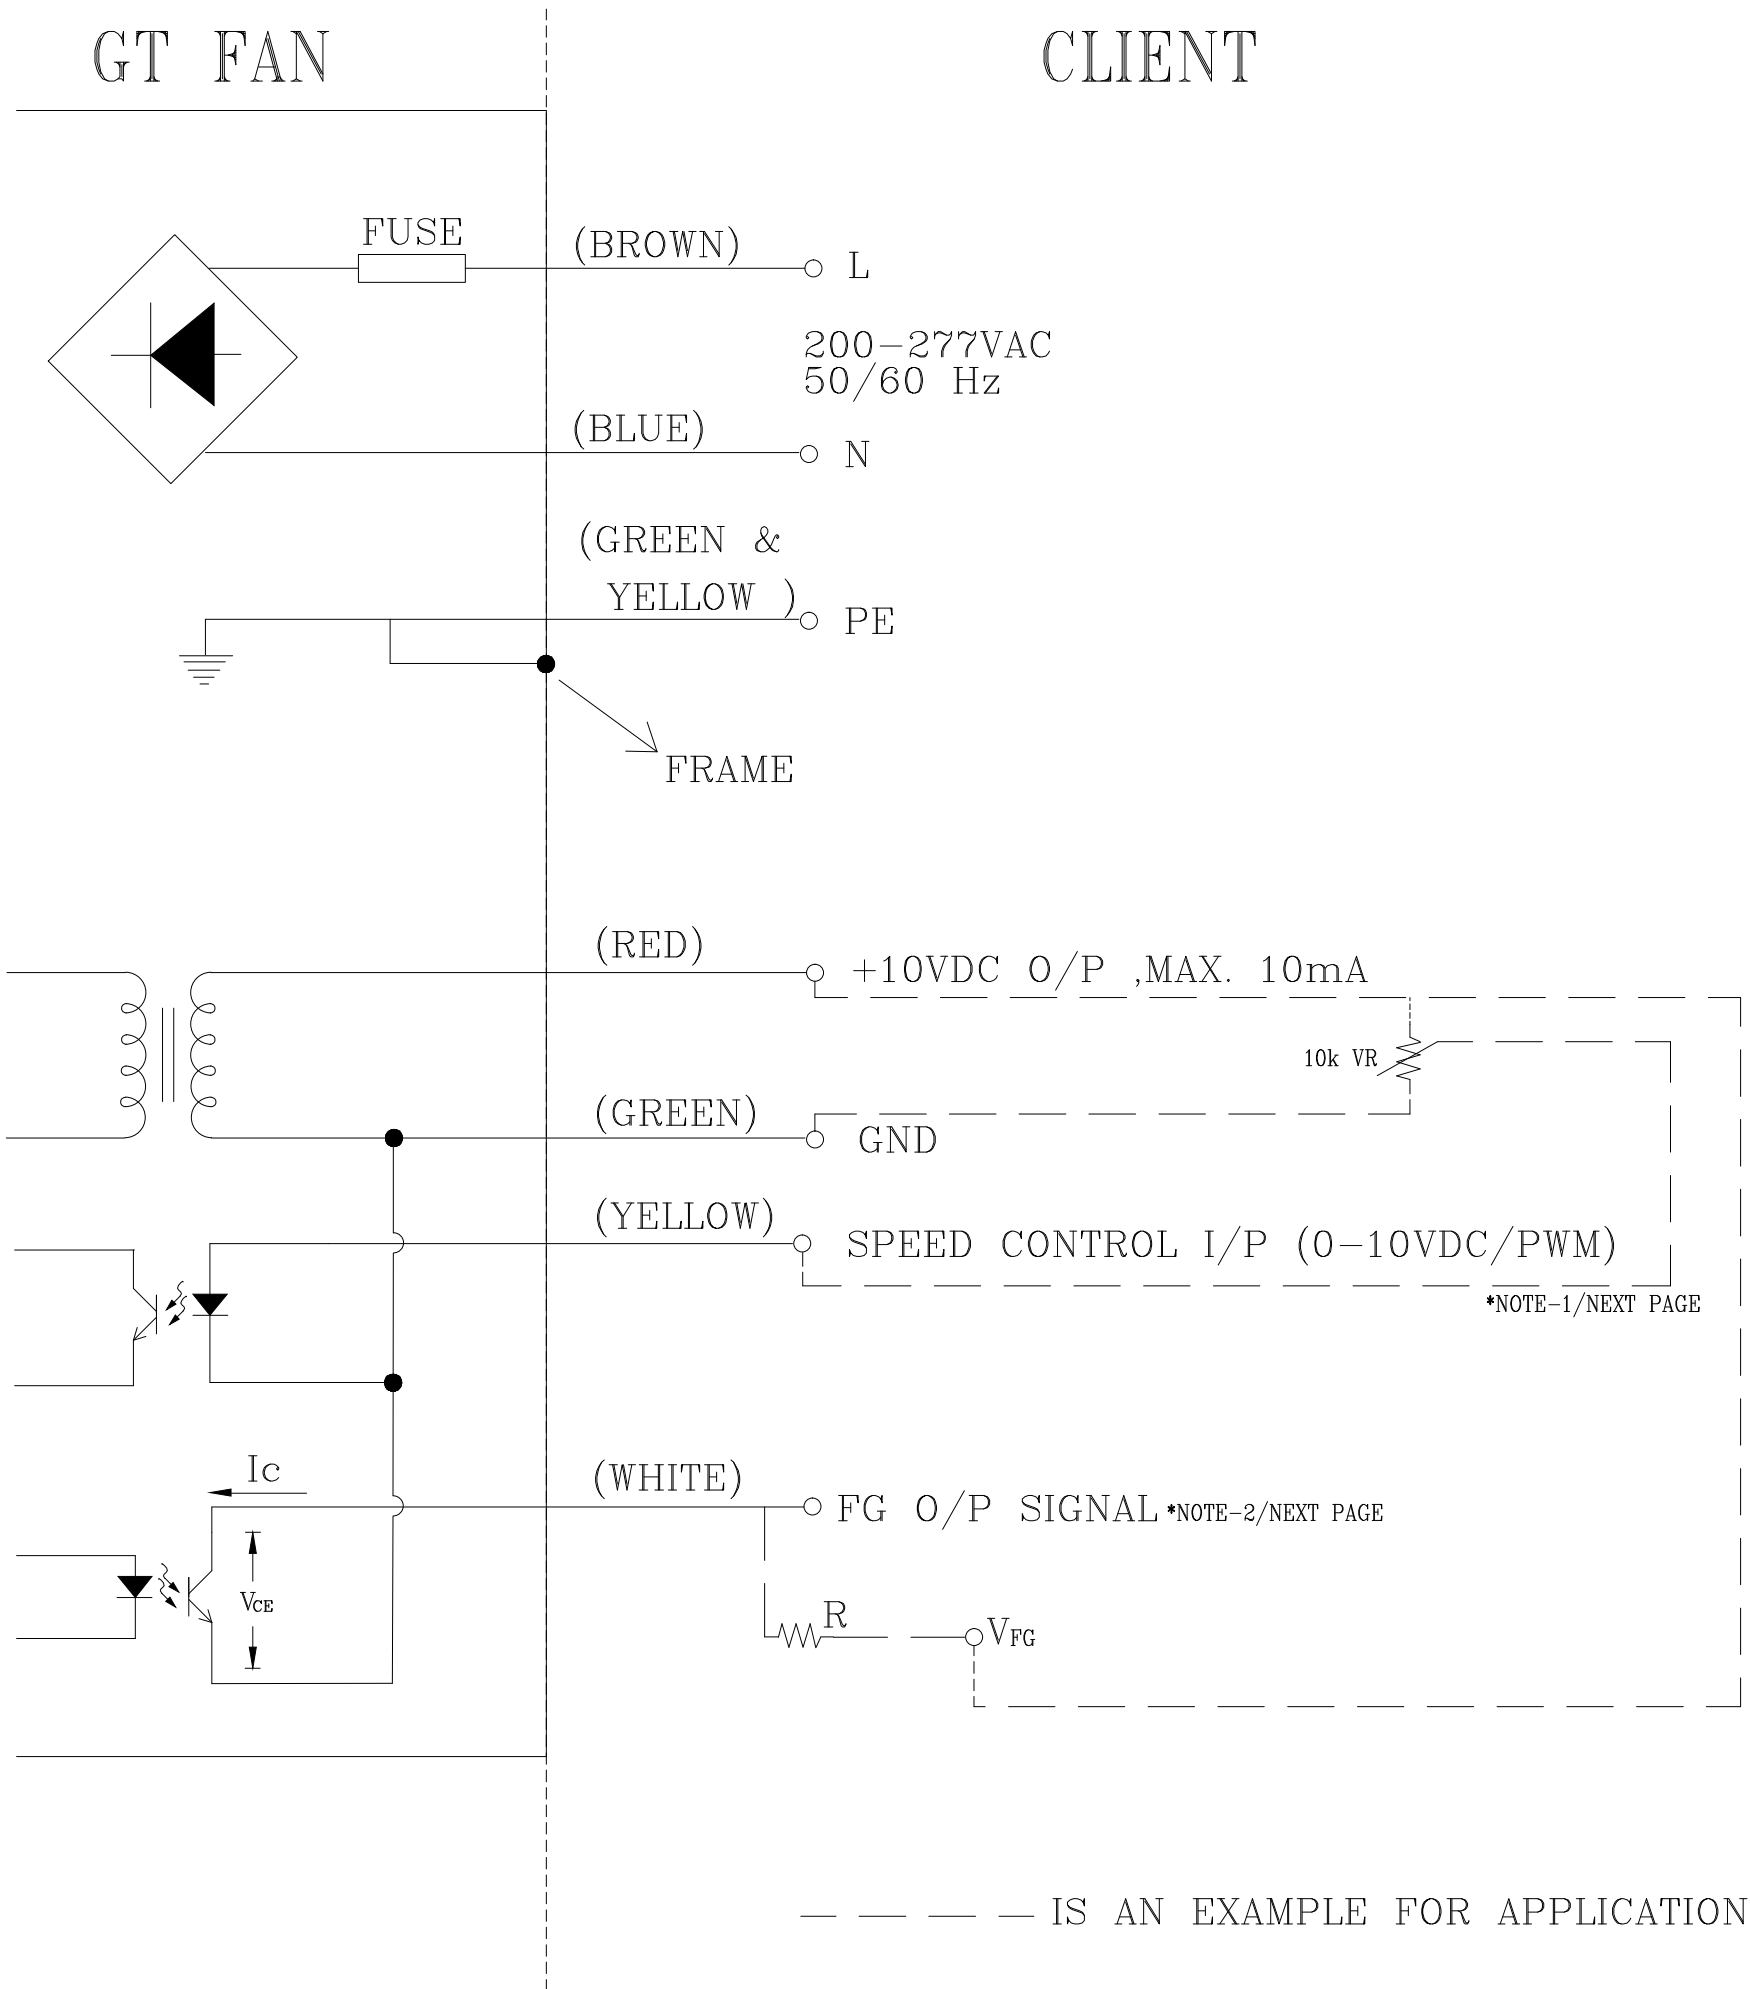 GT FAN
CLIENT
FUSE
(BROWN)
L
200-277VAC
50/60 Hz
(BLUE)
N
(GREEN &
YELLOW )
PE
FRAME
(RED)
+10VDC O/P ,MAX. 10mA
10k VR
(GREEN)
GND
(YELLOW)
SPEED CONTROL I/P (0-10VDC/PWM)
*NOTE-1/NEXT PAGE
Ic
(WHITE)
FG O/P SIGNAL *NOTE-2/NEXT PAGE
VCE
R
VFG
IS AN EXAMPLE FOR APPLICATION